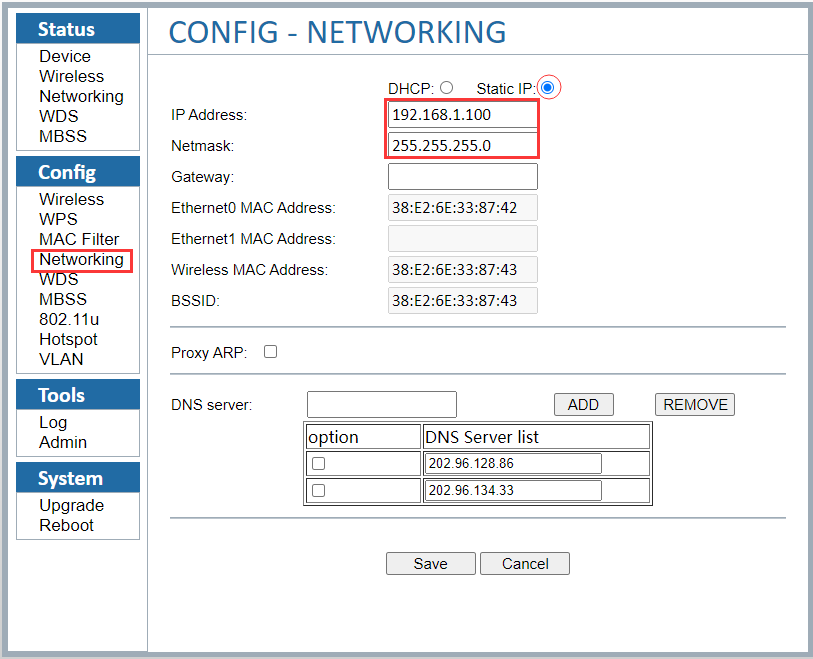 Status
Device
Wireless
Networking
WDS
MBSS
Config
Wireless
WPS
MAC Filter
Networking
WDS
MBSS
802.11u
Hotspot
VLAN
Tools
Log
Admin
System
Upgrade
Reboot
CONFIG - NETWORKING
DHCP: Static IP:
IP Address: 192.168.1.100
Netmask: 255.255.255.0
Gateway:
Ethernet0 MAC Address: 38:E2:6E:33:87:42
Ethernet1 MAC Address:
Wireless MAC Address: 38:E2:6E:33:87:43
BSSID: 38:E2:6E:33:87:43
Proxy ARP:
DNS server: ADD REMOVE
option DNS Server list
202.96.128.86
202.96.134.33
Save Cancel